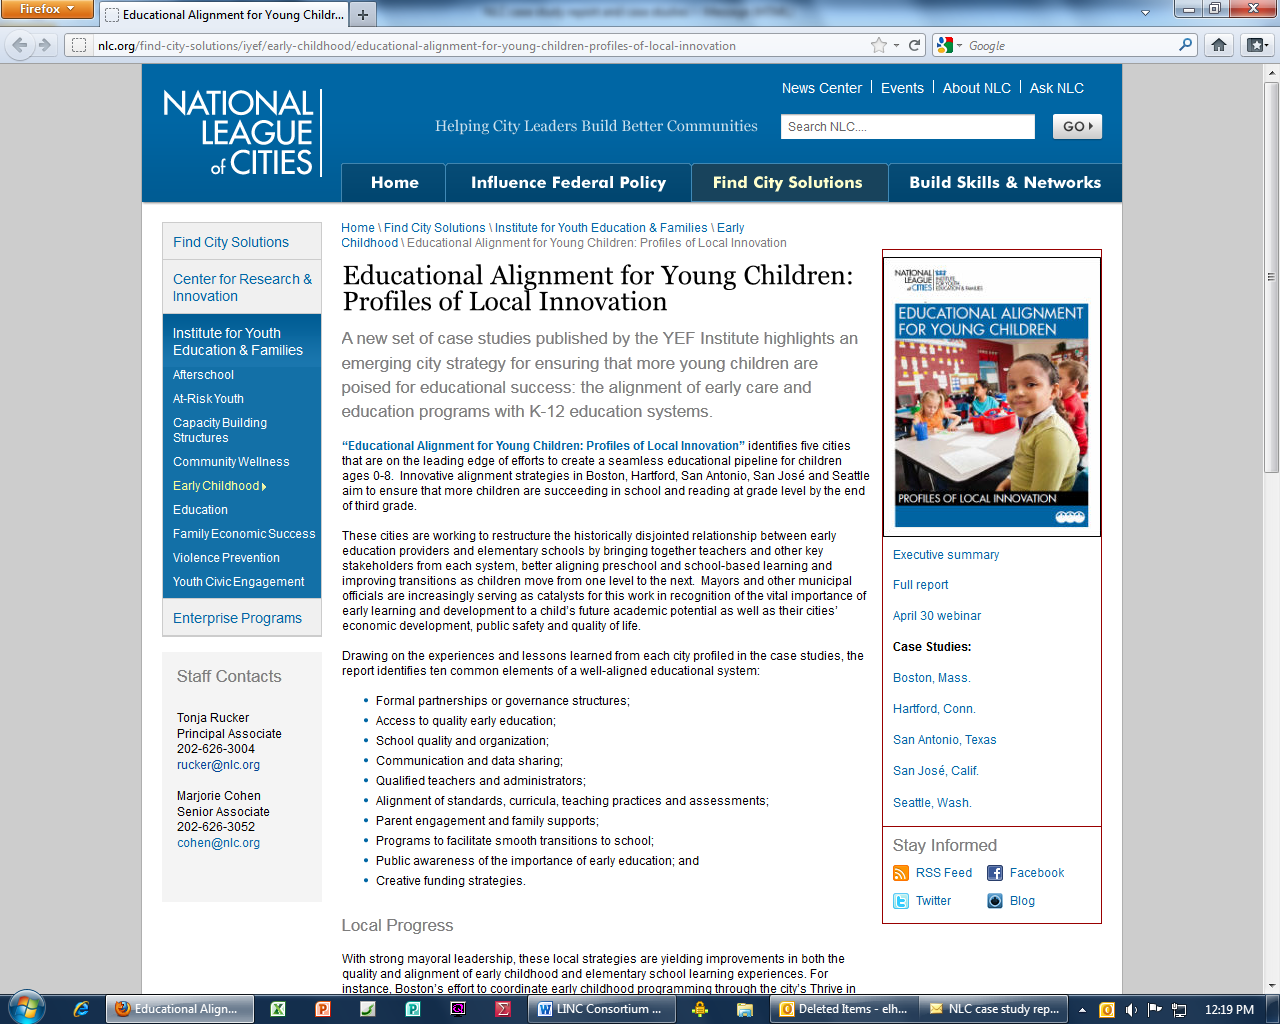 Firefox
Educational Alignment for Young Childr...
nlc.org/find-city-solutions/iyef/early-childhood/educational-alignment-for-young-children-profiles-of-local-innovation
Google
NATIONAL
LEAGUE
of CITIES
News Center
Events
About NLC
Ask NLC
Helping City Leaders Build Better Communities
Search NLC....
GO
Home
Influence Federal Policy
Find City Solutions
Build Skills & Networks
Find City Solutions
Center for Research &
Innovation
Institute for Youth
Education & Families
Afterschool
At-Risk Youth
Capacity Building
Structures
Community Wellness
Early Childhood
Education
Family Economic Success
Violence Prevention
Youth Civic Engagement
Enterprise Programs
Staff Contacts
Tonja Rucker
Principal Associate
202-626-3004
rucker@nlc.org
Marjorie Cohen
Senior Associate
202-626-3052
cohen@nlc.org
Home \ Find City Solutions \ Institute for Youth Education & Families \ Early
Childhood \ Educational Alignment for Young Children: Profiles of Local Innovation
Educational Alignment for Young Children:
Profiles of Local Innovation
A new set of case studies published by the YEF Institute highlights an
emerging city strategy for ensuring that more young children are
poised for educational success: the alignment of early care and
education programs with K-12 education systems.
“Educational Alignment for Young Children: Profiles of Local Innovation” identifies five cities
that are on the leading edge of efforts to create a seamless educational pipeline for children
ages 0-8. Innovative alignment strategies in Boston, Hartford, San Antonio, San José and Seattle
aim to ensure that more children are succeeding in school and reading at grade level by the end
of third grade.
These cities are working to restructure the historically disjointed relationship between early
education providers and elementary schools by bringing together teachers and other key
stakeholders from each system, better aligning preschool and school-based learning and
improving transitions as children move from one level to the next. Mayors and other municipal
officials are increasingly serving as catalysts for this work in recognition of the vital importance of
early learning and development to a child’s future academic potential as well as their cities’
economic development, public safety and quality of life.
Drawing on the experiences and lessons learned from each city profiled in the case studies, the
report identifies ten common elements of a well-aligned educational system:
• Formal partnerships or governance structures;
• Access to quality early education;
• School quality and organization;
• Communication and data sharing;
• Qualified teachers and administrators;
• Alignment of standards, curricula, teaching practices and assessments;
• Parent engagement and family supports;
• Programs to facilitate smooth transitions to school;
• Public awareness of the importance of early education; and
• Creative funding strategies.
Local Progress
With strong mayoral leadership, these local strategies are yielding improvements in both the
quality and alignment of early childhood and elementary school learning experiences. For
instance, Boston’s effort to coordinate early childhood programming through the city’s Thrive in
NATIONAL
LEAGUE
of CITIES
INSTITUTE
FOR YOUTH
EDUCATION & FAMILIES
EDUCATIONAL ALIGNMENT
FOR YOUNG CHILDREN
PROFILES OF LOCAL INNOVATION
Executive summary
Full report
April 30 webinar
Case Studies:
Boston, Mass.
Hartford, Conn.
San Antonio, Texas
San José, Calif.
Seattle, Wash.
Stay Informed
RSS Feed
Facebook
Twitter
Blog
Educational Align...
LINC Consortium ...
Deleted Items - elh...
NLC case study rep...
12:19 PM